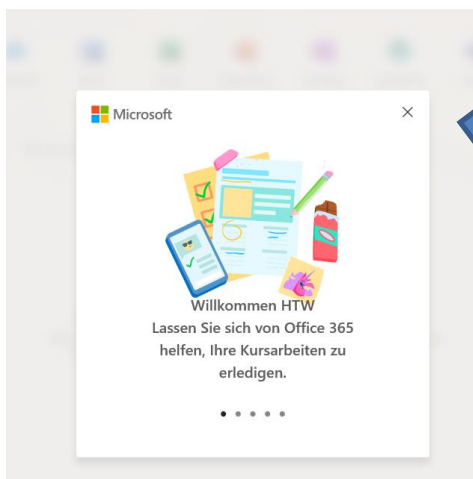 Microsoft
Willkommen HTW
Lassen Sie sich von Office 365
helfen, Ihre Kursarbeiten zu
erledigen.